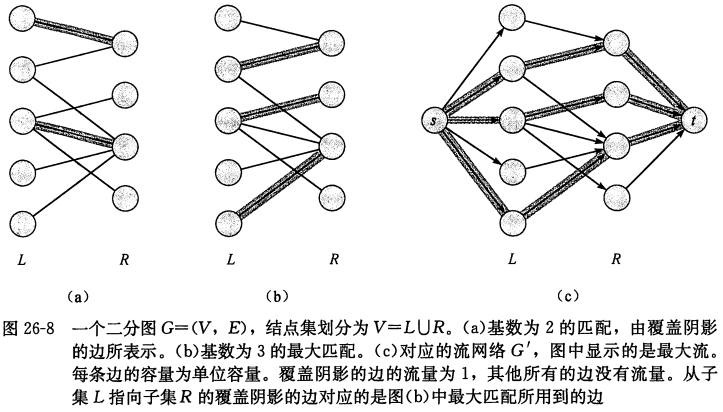 s
t
L
R
L
R
L
R
(a)
(b)
(c)
图 26-8 一个二分图 G=(V, E), 结点集划分为 V=L∪R。(a)基数为 2 的匹配, 由覆盖阴影
的边所表示。(b)基数为 3 的最大匹配。(c)对应的流网络 G′, 图中显示的是最大流。
每条边的容量为单位容量。覆盖阴影的边的流量为 1, 其他所有的边没有流量。从子
集 L 指向子集 R 的覆盖阴影的边对应的是图(b)中最大匹配所用到的边